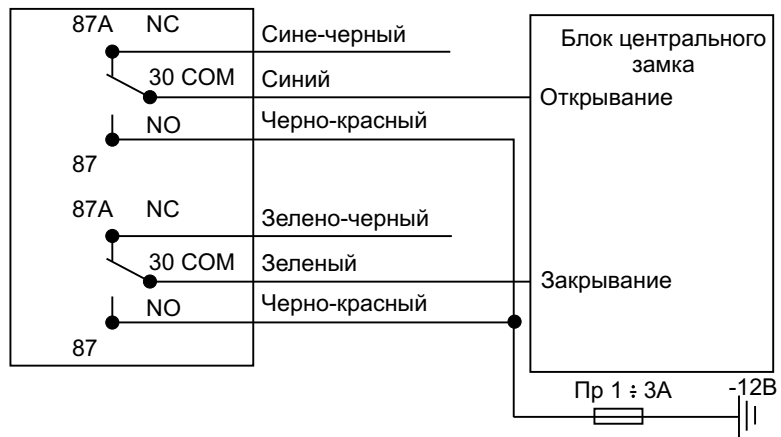 87A NC
Сине-черный
30 COM Синий
NO Черно-красный
87
87A NC
Зелено-черный
30 COM Зеленый
NO Черно-красный
87
Блок центрального
замка
Открывание
Закрывание
Пр 1 ÷ 3А
-12В